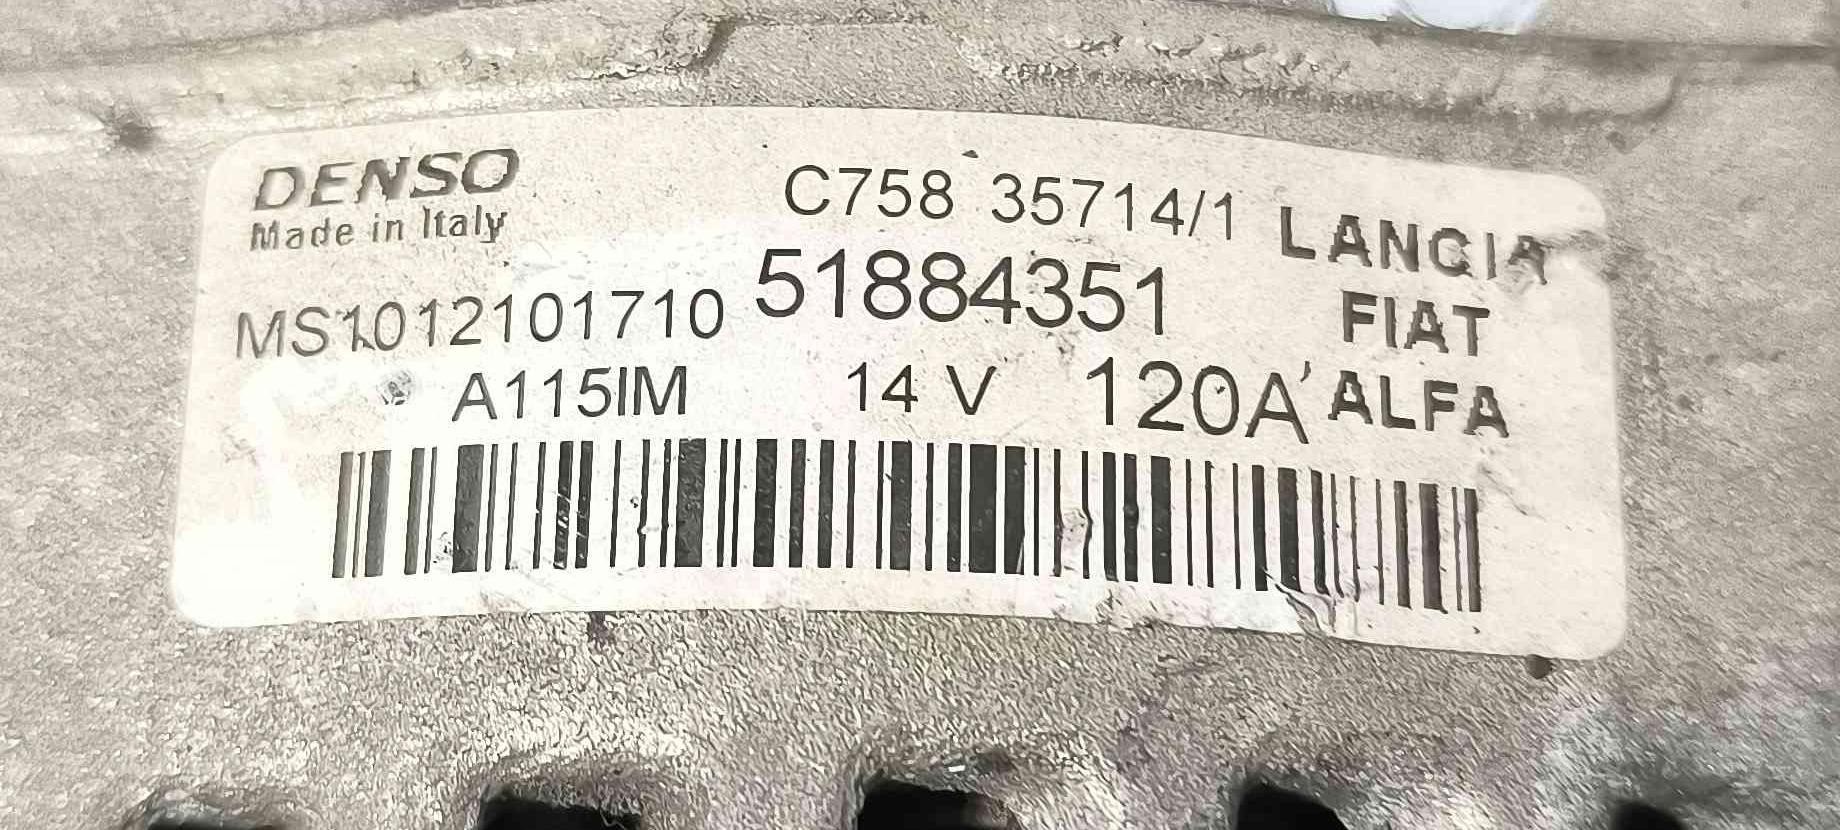 DENSO
Made in Italy
C758 35714/1
LANCIA
MS1012101710
51884351
FIAT
A115IM
14 V
120A
ALFA